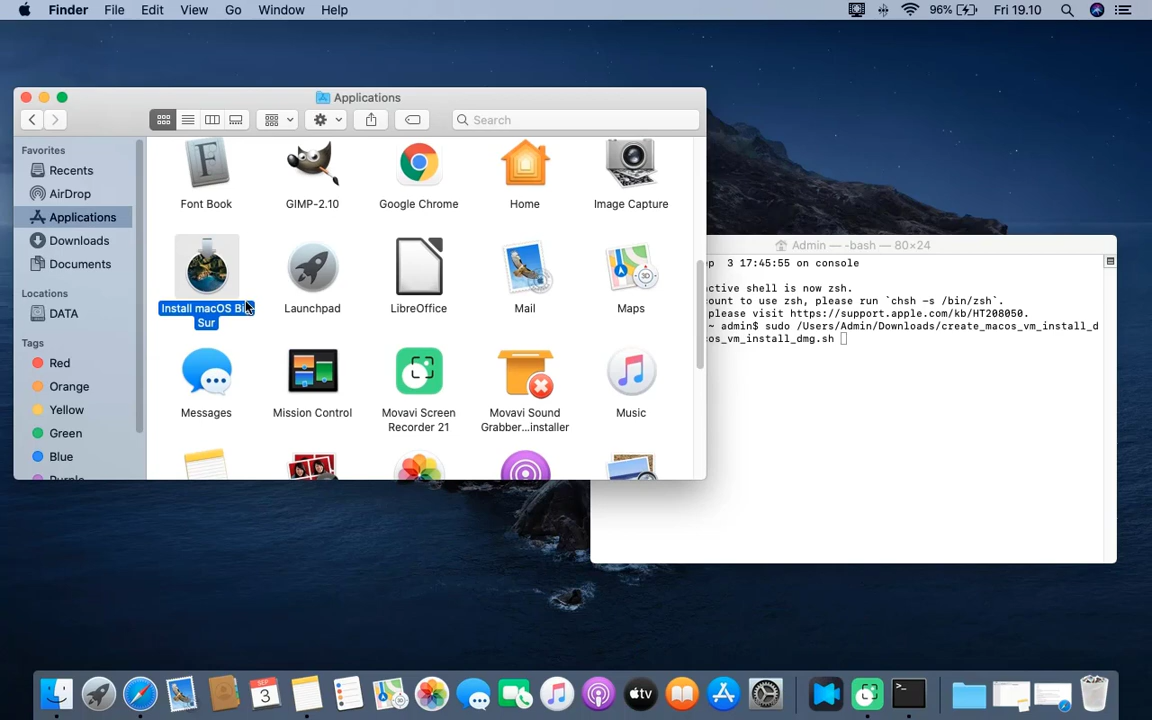 Finder File Edit View Go Window Help
96% Fri 19.10
Applications
Search
Favorites
Recents
AirDrop
Applications
Downloads
Documents
Locations
DATA
Tags
Red
Orange
Yellow
Green
Blue
Font Book GIMP-2.10 Google Chrome Home Image Capture
Install macOS Big Launchpad LibreOffice Mail Maps
Sur
Messages Mission Control Movavi Screen Movavi Sound Music
Recorder 21 Grabber...installer
Admin — -bash — 80×24
3 17:45:55 on console
active shell is now zsh.
to use zsh, please run `chsh -s /bin/zsh`.
please visit https://support.apple.com/kb/HT208050.
~ admin$ sudo /Users/Admin/Downloads/create_macos_vm_install_d
os_vm_install_dmg.sh
SEP
3
tv
>_